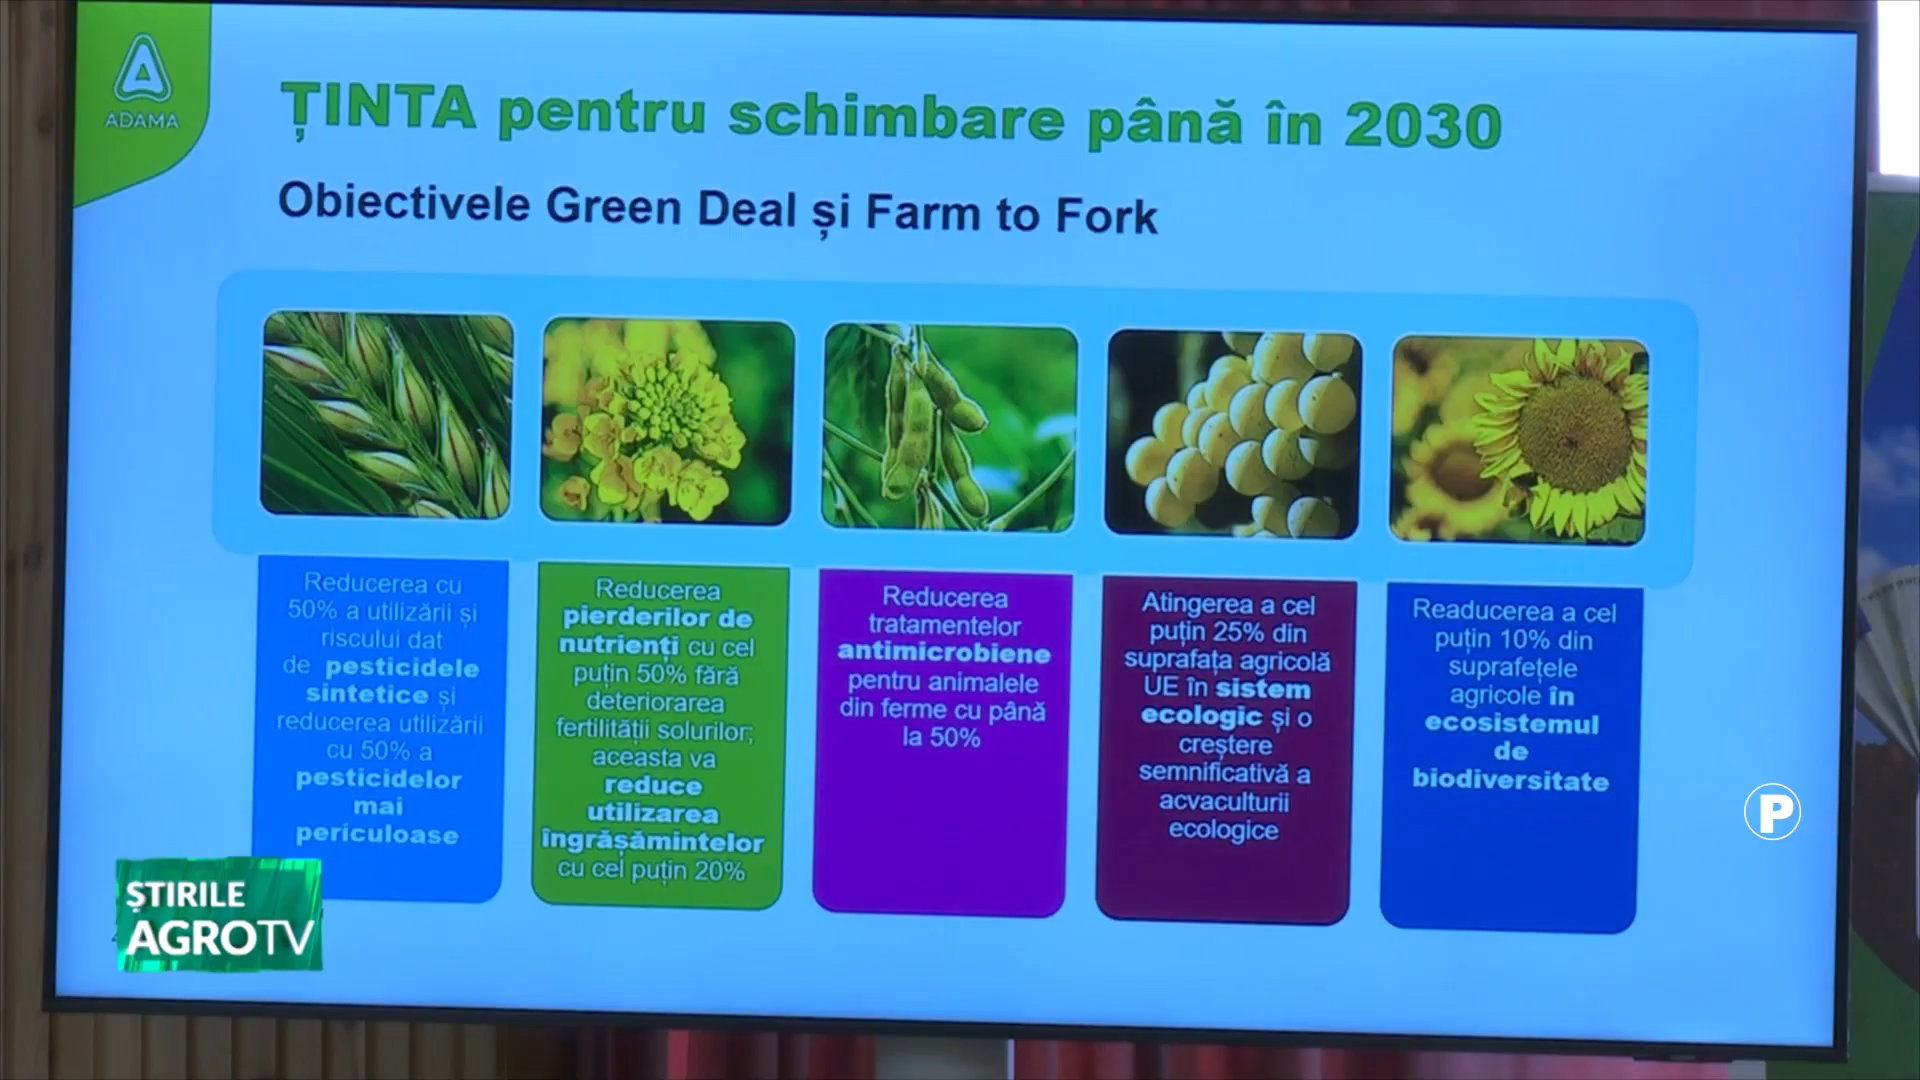 ADAMA
ȚINTA pentru schimbare până în 2030
Obiectivele Green Deal și Farm to Fork
Reducerea cu
50% a utilizării și
riscului dat
de pesticidele
sintetice și
reducerea utilizării
cu 50% a
pesticidelor
mai
periculoase
Reducerea
pierderilor de
nutrienți cu cel
puțin 50% fără
deteriorarea
fertilității solurilor;
aceasta va
reduce
utilizarea
îngrășămintelor
cu cel puțin 20%
Reducerea
tratamentelor
antimicrobiene
pentru animalele
din ferme cu până
la 50%
Atingerea a cel
puțin 25% din
suprafața agricolă
UE în sistem
ecologic și o
creștere
semnificativă a
acvaculturii
ecologice
Readucerea a cel
puțin 10% din
suprafețele
agricole în
ecosistemul
de
biodiversitate
P
ȘTIRILE
AGROTV